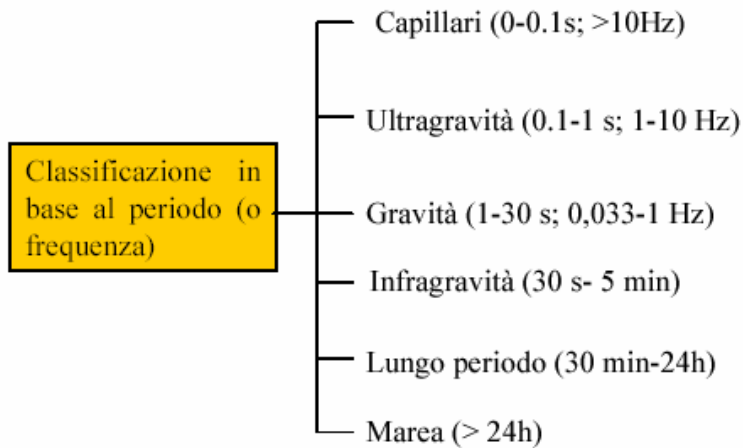 Capillari (0-0.1s; >10Hz)
Ultragravità (0.1-1 s; 1-10 Hz)
Classificazione in
base al periodo (o
frequenza)
Gravità (1-30 s; 0,033-1 Hz)
Infragravità (30 s- 5 min)
Lungo periodo (30 min-24h)
Marea (> 24h)